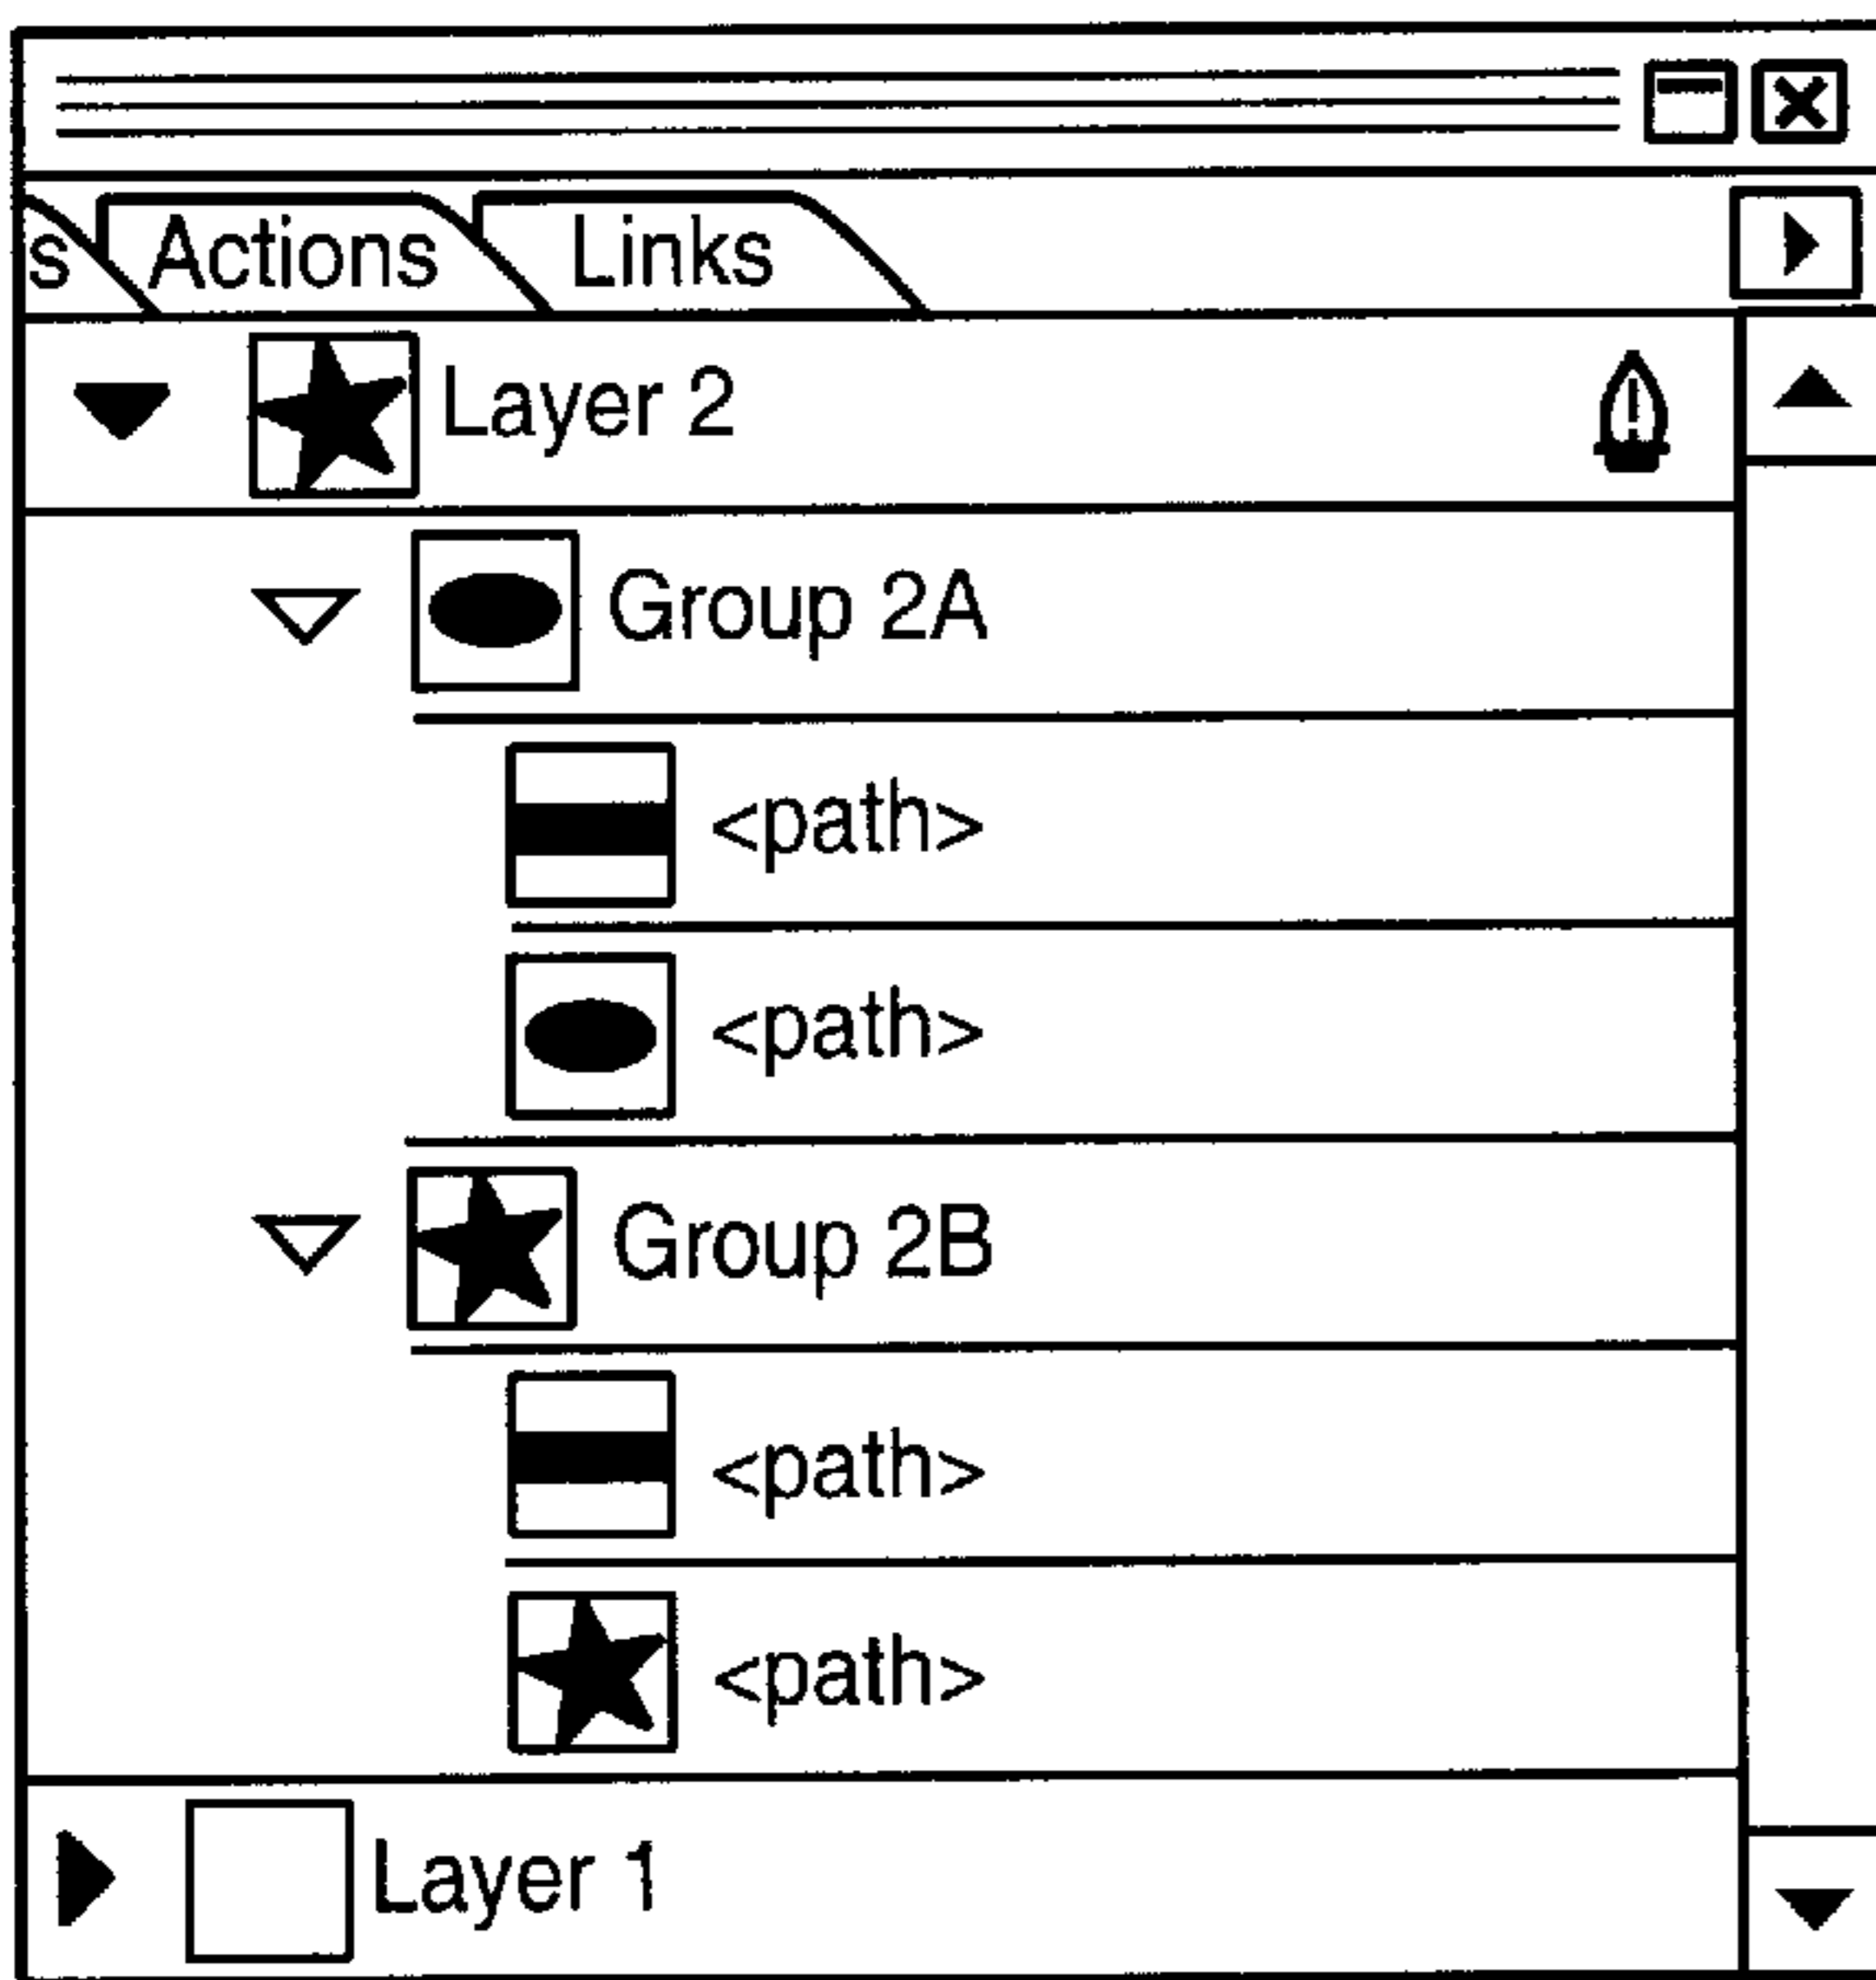 s Actions Links
Layer 2
Group 2A
<path>
<path>
Group 2B
<path>
<path>
Layer 1